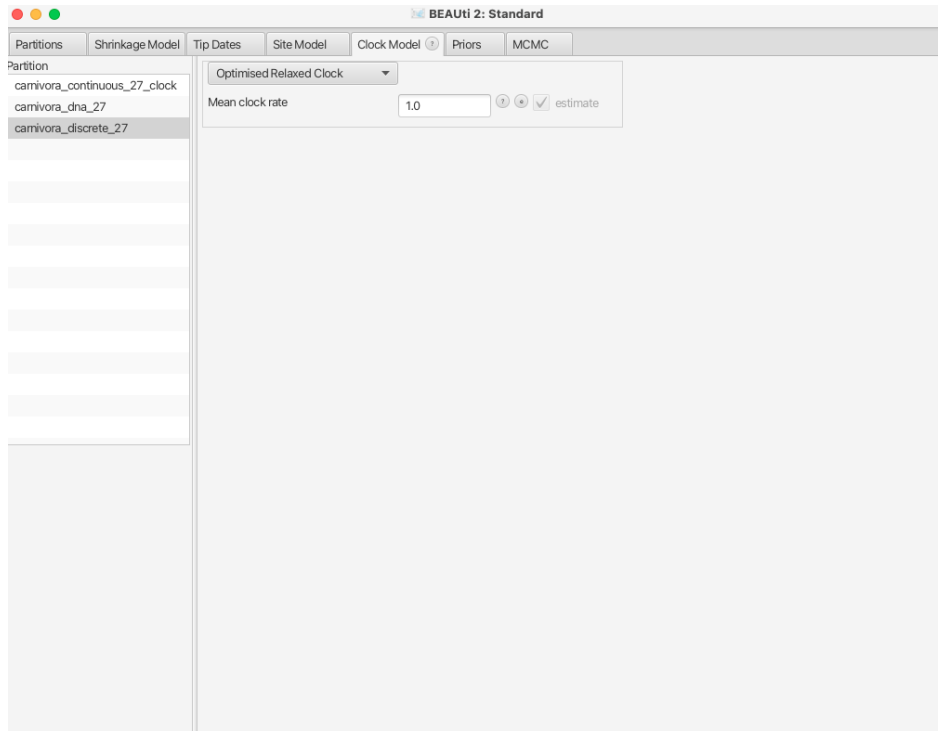 BEAUti 2: Standard
Partitions Shrinkage Model Tip Dates Site Model Clock Model ? Priors MCMC
Partition
carnivora_continuous_27_clock
carnivora_dna_27
carnivora_discrete_27
Optimised Relaxed Clock
Mean clock rate 1.0 ? estimate